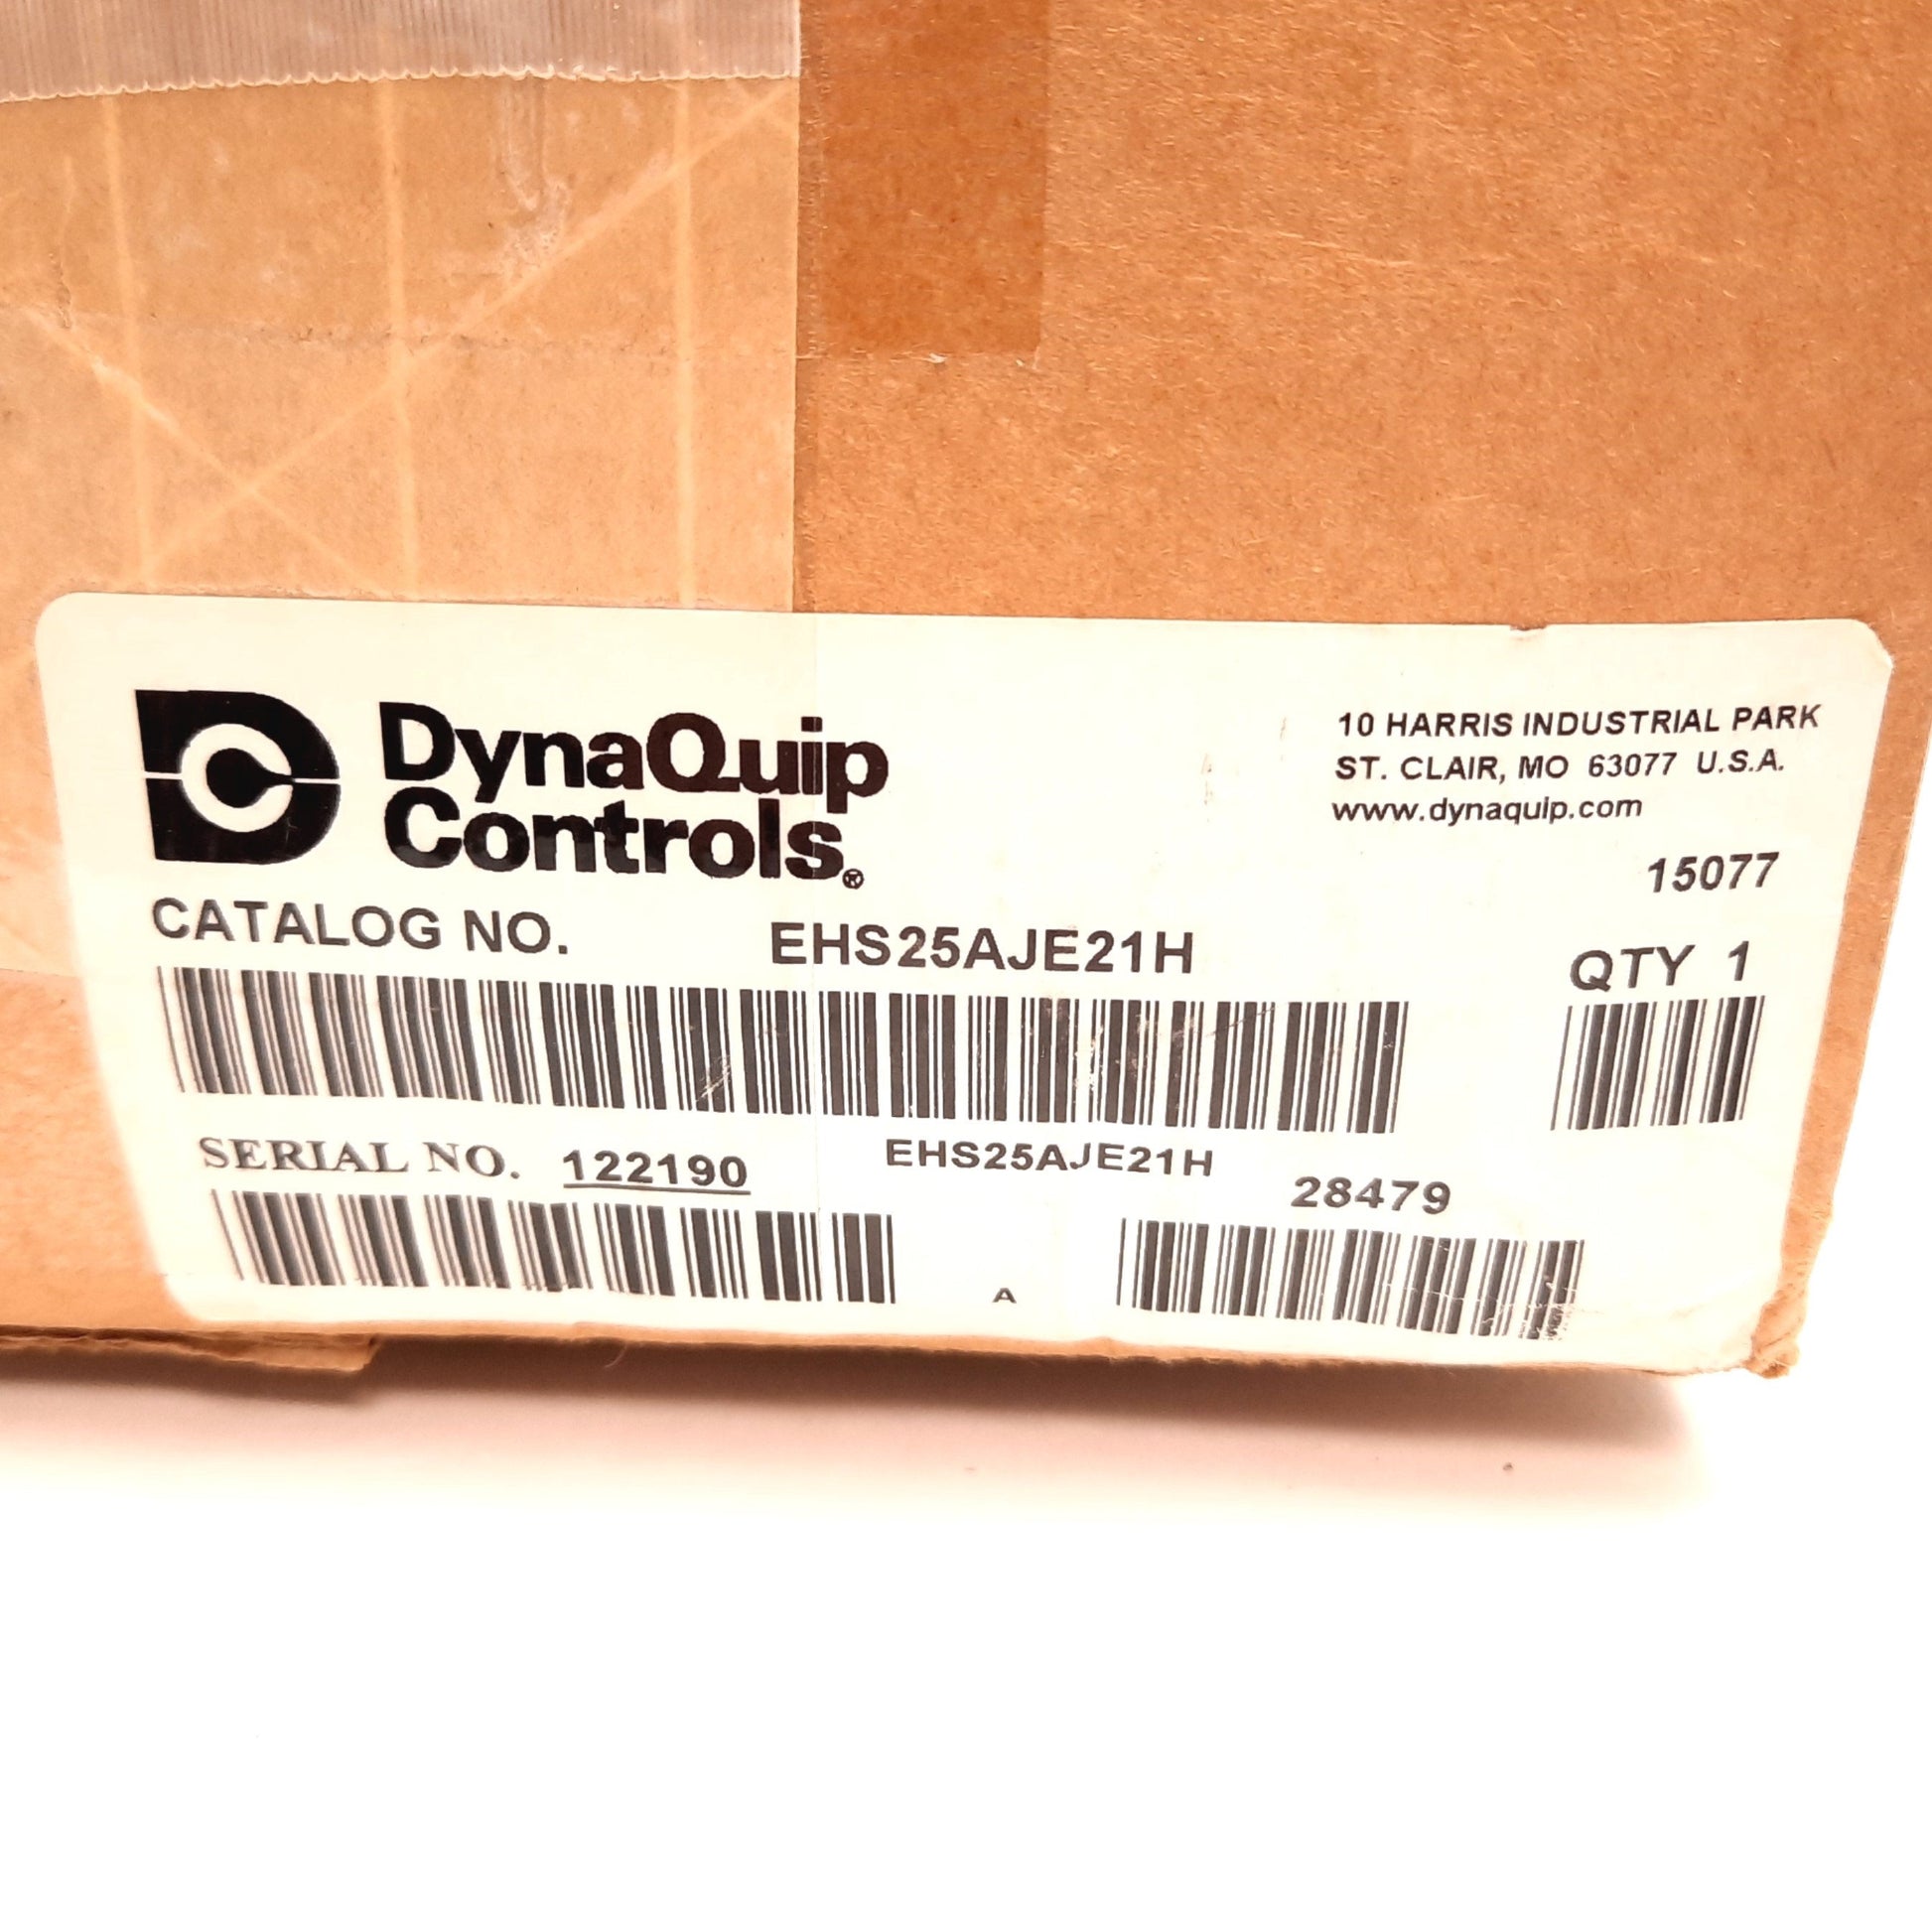 DynaQuip
Controls®
10 HARRIS INDUSTRIAL PARK
ST. CLAIR, MO 63077 U.S.A.
www.dynaquip.com
15077
CATALOG NO. EHS25AJE21H
QTY 1
SERIAL NO. 122190
EHS25AJE21H
28479
A